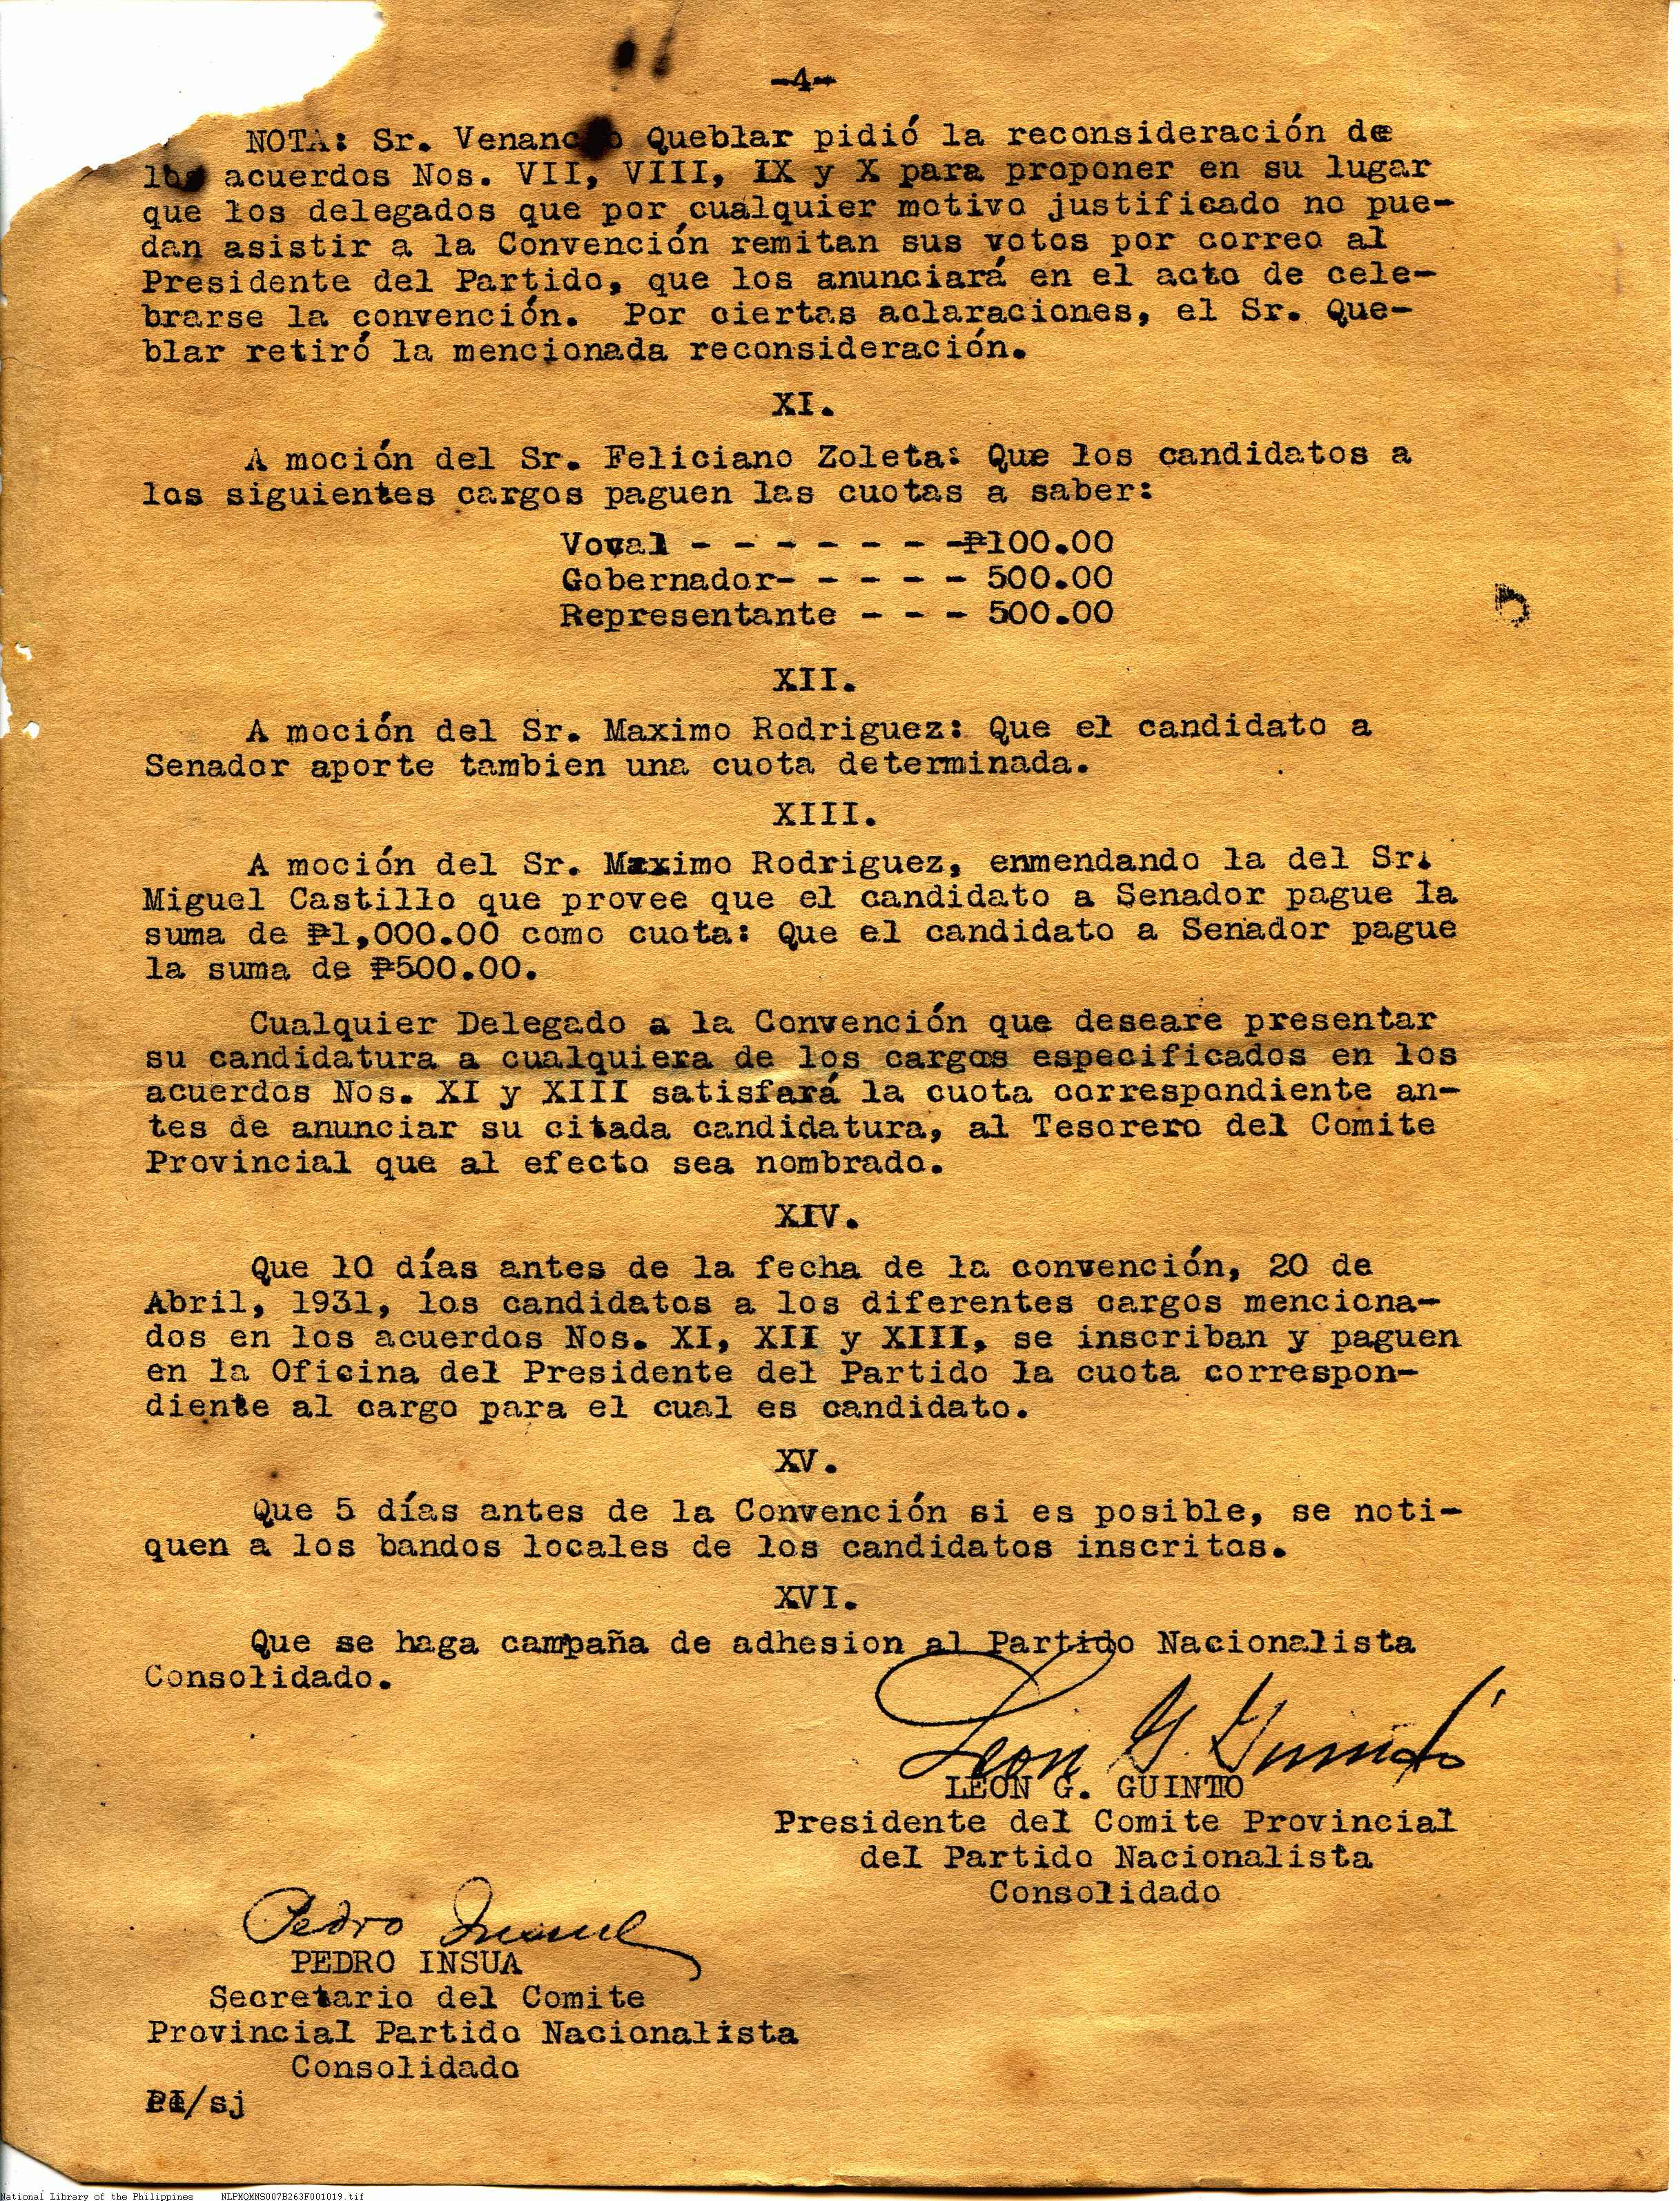 -4-
NOTA: Sr. Venancio Queblar pidió la reconsideración de
los acuerdos Nos. VII, VIII, IX y X para proponer en su lugar
que los delegados que por cualquier motivo justificado no pue-
dan asistir a la Convención remitan sus votos por correo al
Presidente del Partido, que los anunciará en el acto de cele-
brarse la convención. Por ciertas aclaraciones, el Sr. Que-
blar retiró la mencionada reconsideración.
XI.
A moción del Sr. Feliciano Zoleta: Que los candidatos a
los siguientes cargos paguen las cuotas a saber:
Vocal - - - - - - - ₱100.00
Gobernador- - - - - 500.00
Representante - - - 500.00
XII.
A moción del Sr. Maximo Rodriguez: Que el candidato a
Senador aporte tambien una cuota determinada.
XIII.
A moción del Sr. Maximo Rodriguez, enmendando la del Sr.
Miguel Castillo que provee que el candidato a Senador pague la
suma de ₱1,000.00 como cuota: Que el candidato a Senador pague
la suma de ₱500.00.
Cualquier Delegado a la Convención que deseare presentar
su candidatura a cualquiera de los cargos especificados en los
acuerdos Nos. XI y XIII satisfará la cuota correspondiente an-
tes de anunciar su citada candidatura, al Tesorero del Comite
Provincial que al efecto sea nombrado.
XIV.
Que 10 días antes de la fecha de la convención, 20 de
Abril, 1931, los candidatos a los diferentes cargos menciona-
dos en los acuerdos Nos. XI, XII y XIII, se inscriban y paguen
en la Oficina del Presidente del Partido la cuota correspon-
diente al cargo para el cual es candidato.
XV.
Que 5 días antes de la Convención si es posible, se noti-
quen a los bandos locales de los candidatos inscritos.
XVI.
Que se haga campaña de adhesion al Partido Nacionalista
Consolidado.
Leon G. Guinto
LEON G. GUINTO
Presidente del Comite Provincial
del Partido Nacionalista
Consolidado
Pedro Insua
PEDRO INSUA
Secretario del Comite
Provincial Partido Nacionalista
Consolidado
PI/sj
National Library of the Philippines NLPMQMNS007B263F001019.tif